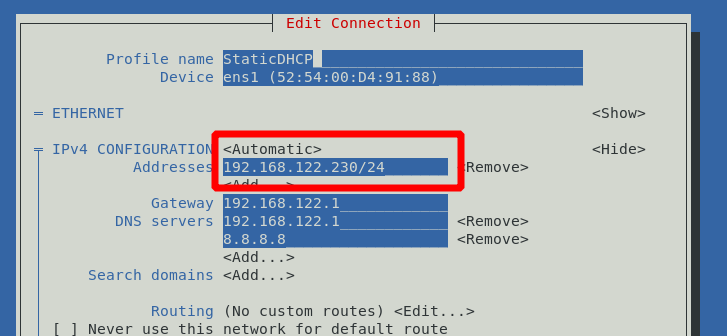 Edit Connection
Profile name StaticDHCP
Device ens1 (52:54:00:D4:91:88)
= ETHERNET <Show>
= IPv4 CONFIGURATION <Automatic> <Hide>
Addresses 192.168.122.230/24 <Remove>
<Add...>
Gateway 192.168.122.1
DNS servers 192.168.122.1 <Remove>
8.8.8.8 <Remove>
<Add...>
Search domains <Add...>
Routing (No custom routes) <Edit...>
[ ] Never use this network for default route